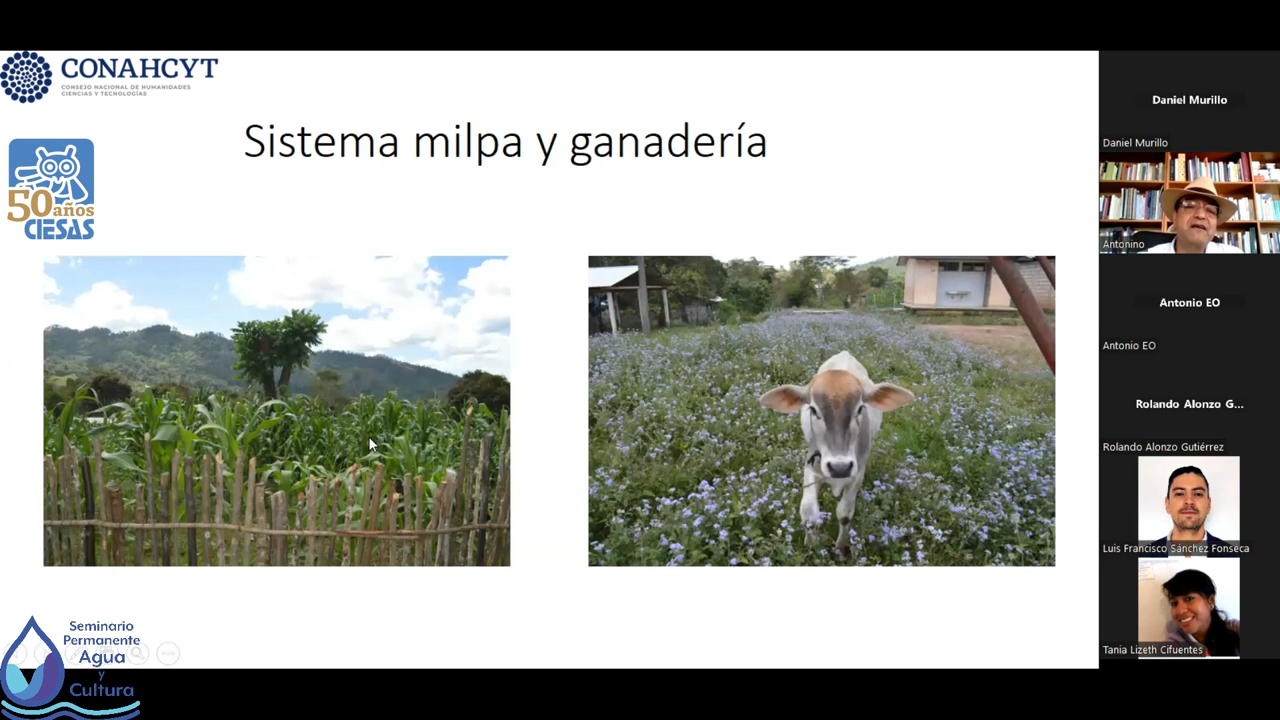 CONAHCYT
CONSEJO NACIONAL DE HUMANIDADES
CIENCIAS Y TECNOLOGÍAS
50 años
CIESAS
Sistema milpa y ganadería
Seminario
Permanente
Agua
y
Cultura
Daniel Murillo
Daniel Murillo
Antonino
Antonio EO
Antonio EO
Rolando Alonzo G...
Rolando Alonzo Gutiérrez
Luis Francisco Sánchez Fonseca
Tania Lizeth Cifuentes